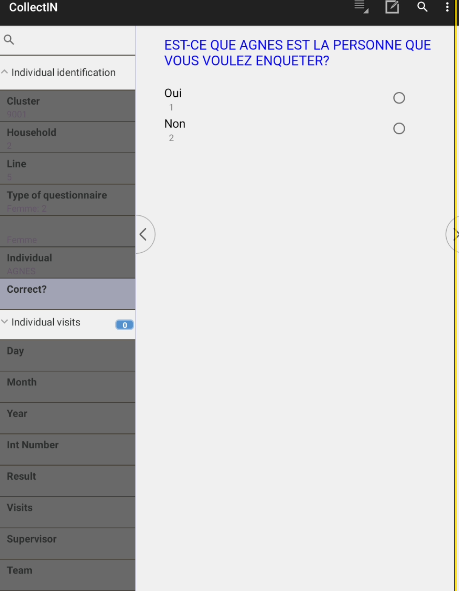 CollectIN
Individual identification
Cluster
9061
Household
2
Line
5
Type of questionnaire
Femme: 2
Femme
Individual
AGNES
Correct?
Individual visits
0
Day
Month
Year
Int Number
Result
Visits
Supervisor
Team
EST-CE QUE AGNES EST LA PERSONNE QUE
VOUS VOULEZ ENQUETER?
Oui
1
Non
2